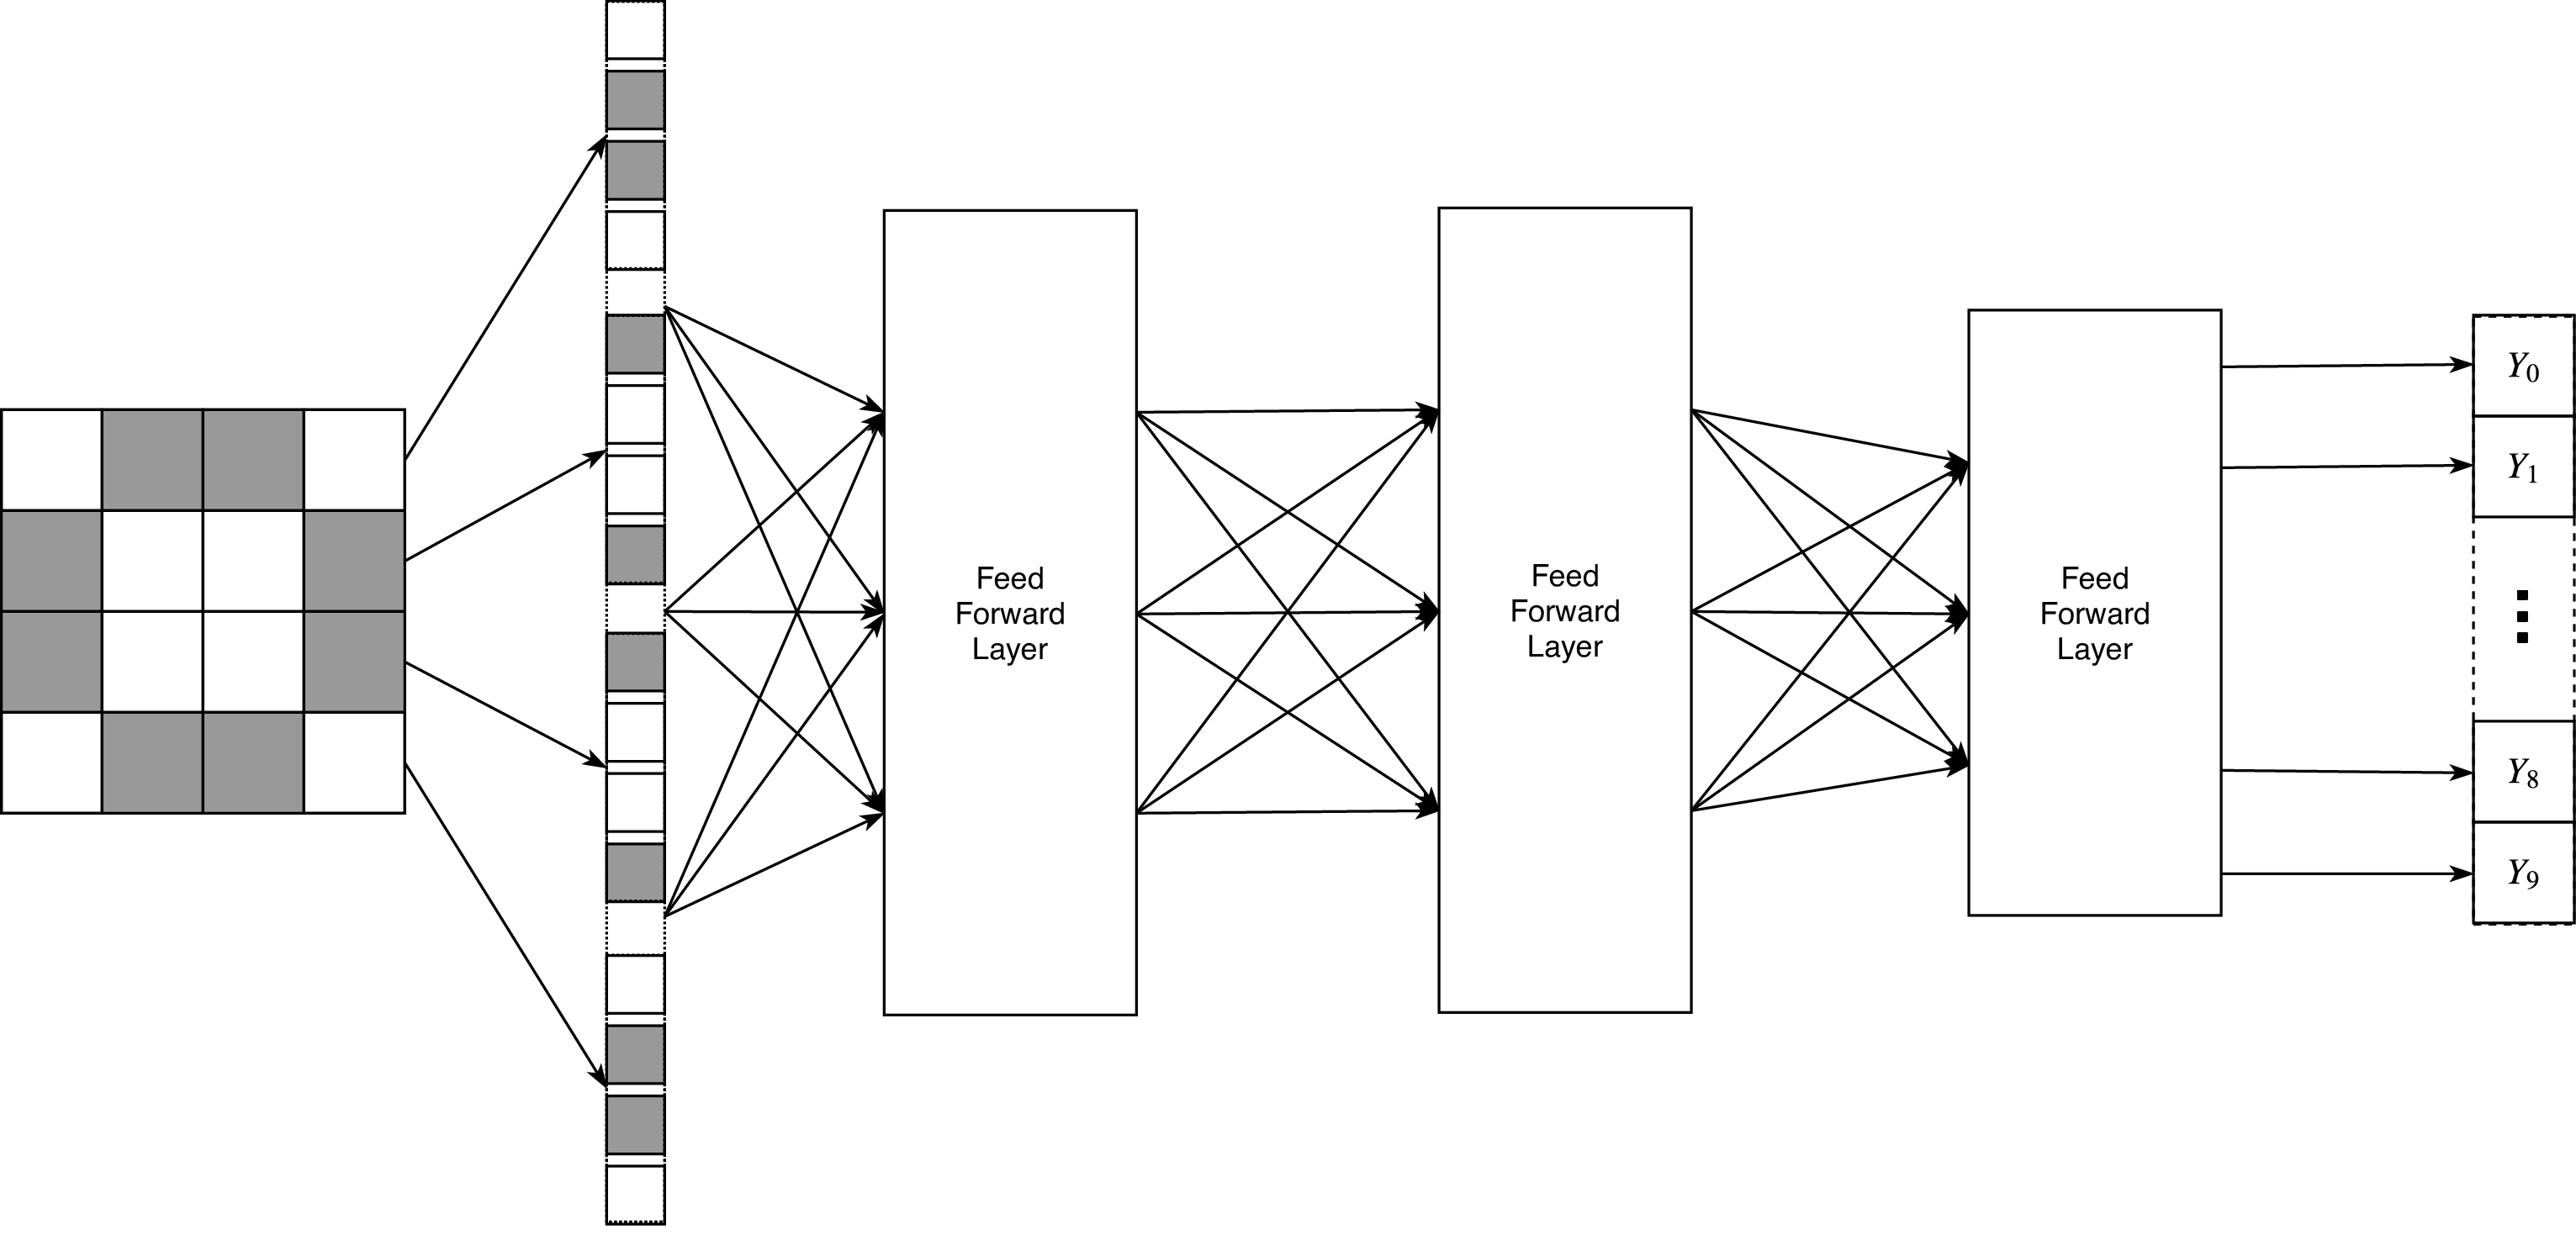 Feed
Forward
Layer
Feed
Forward
Layer
Feed
Forward
Layer
Y₀
Y₁
⋮
Y₈
Y₉